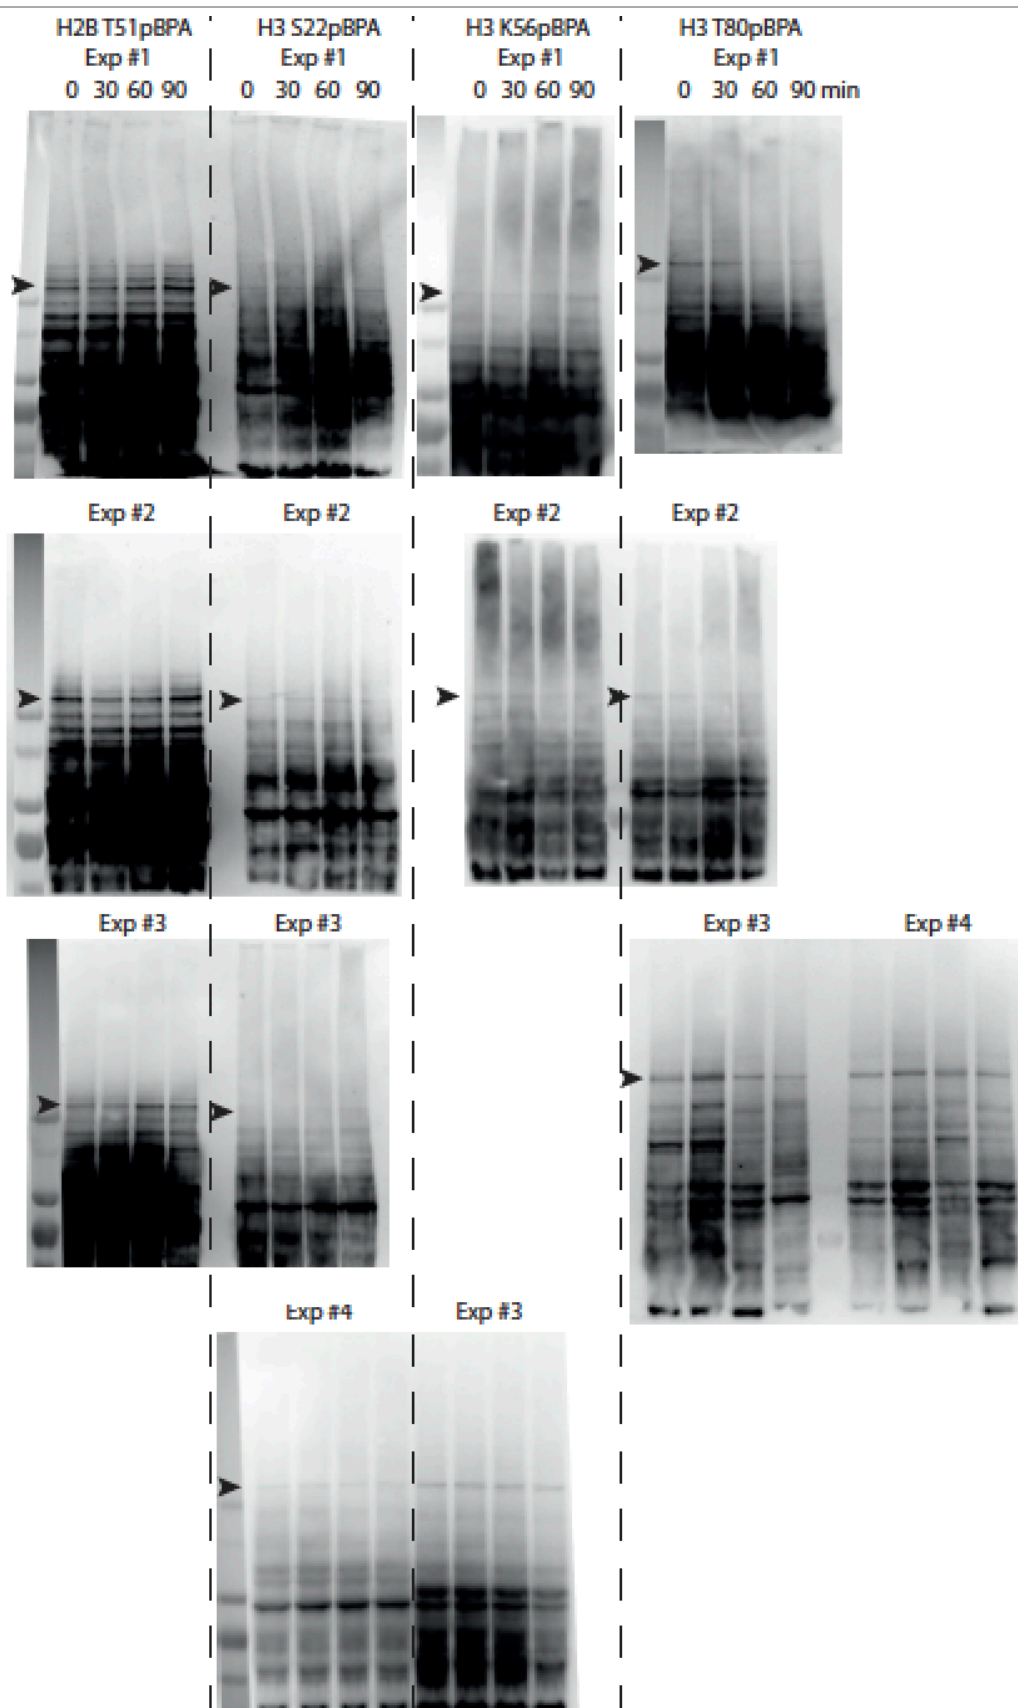 H2B T51pBPA H3 S22pBPA H3 K56pBPA H3 T80pBPA
Exp #1 Exp #1 Exp #1 Exp #1
0 30 60 90 0 30 60 90 0 30 60 90 0 30 60 90 min
Exp #2 Exp #2 Exp #2 Exp #2
Exp #3 Exp #3 Exp #3 Exp #4
Exp #4 Exp #3